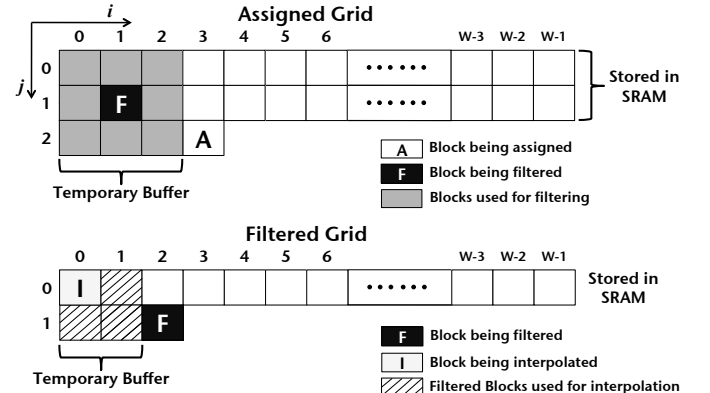 Assigned Grid
i
0 1 2 3 4 5 6 W-3 W-2 W-1
j
0 ......
Stored in
SRAM
1 F ......
2 A
A Block being assigned
F Block being filtered
Blocks used for filtering
Temporary Buffer
Filtered Grid
0 1 2 3 4 5 6 W-3 W-2 W-1
0 I ......
Stored in
SRAM
1 F
F Block being filtered
I Block being interpolated
Temporary Buffer
Filtered Blocks used for interpolation